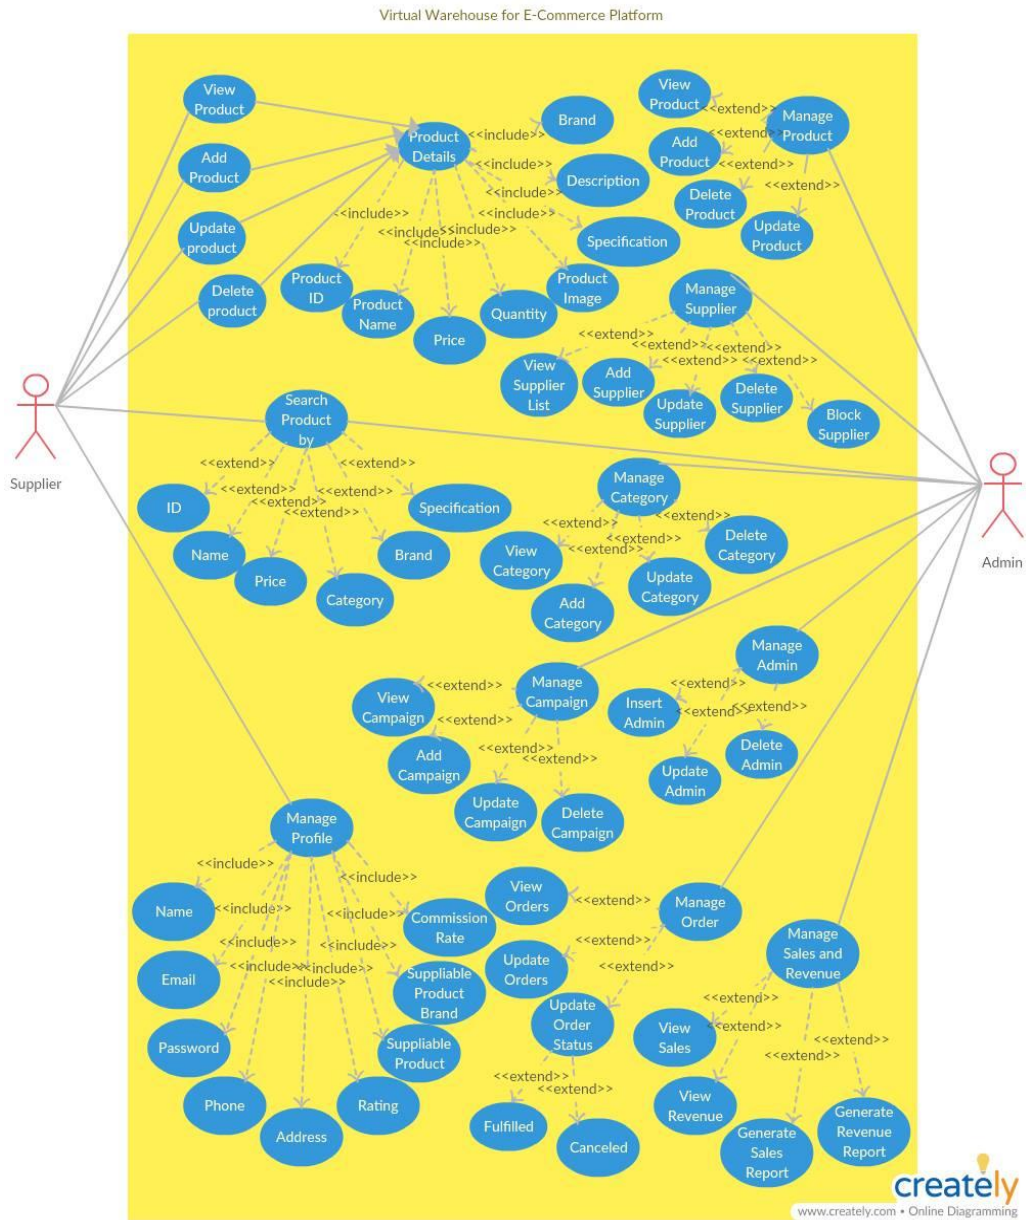 Virtual Warehouse for E-Commerce Platform
View
Product
Add
Product
Update
product
Delete
product
Product
Details
<<include>>
Brand
<<include>>
Description
<<include>>
Specification
<<include>>
<<include>>
<<include>>
<<include>>
Product
ID
Product
Name
Price
Quantity
Product
Image
View
Product
<<extend>>
Manage
Product
Add
Product
<<extend>>
<<extend>>
Delete
Product
<<extend>>
Update
Product
Manage
Supplier
<<extend>>
<<extend>>
<<extend>>
<<extend>>
<<extend>>
View
Supplier
List
Add
Supplier
Update
Supplier
Delete
Supplier
Block
Supplier
Supplier
Admin
Search
Product
by
<<extend>>
<<extend>>
<<extend>>
<<extend>>
<<extend>>
<<extend>>
ID
Name
Price
Category
Brand
Specification
Manage
Category
<<extend>>
<<extend>>
<<extend>>
<<extend>>
View
Category
Add
Category
Update
Category
Delete
Category
Manage
Campaign
<<extend>>
<<extend>>
<<extend>>
<<extend>>
View
Campaign
Add
Campaign
Update
Campaign
Delete
Campaign
Manage
Admin
<<extend>>
<<extend>>
<<extend>>
Insert
Admin
Update
Admin
Delete
Admin
Manage
Profile
<<include>>
<<include>>
<<include>>
<<include>>
<<include>>
<<include>>
<<include>>
<<include>>
<<include>>
Name
Email
Password
Phone
Address
Rating
Suppliable
Product
Suppliable
Product
Brand
Commission
Rate
Manage
Order
<<extend>>
<<extend>>
<<extend>>
View
Orders
Update
Orders
Update
Order
Status
<<extend>>
<<extend>>
Fulfilled
Canceled
Manage
Sales and
Revenue
<<extend>>
<<extend>>
<<extend>>
<<extend>>
View
Sales
View
Revenue
Generate
Sales
Report
Generate
Revenue
Report
creately
www.creately.com • Online Diagramming